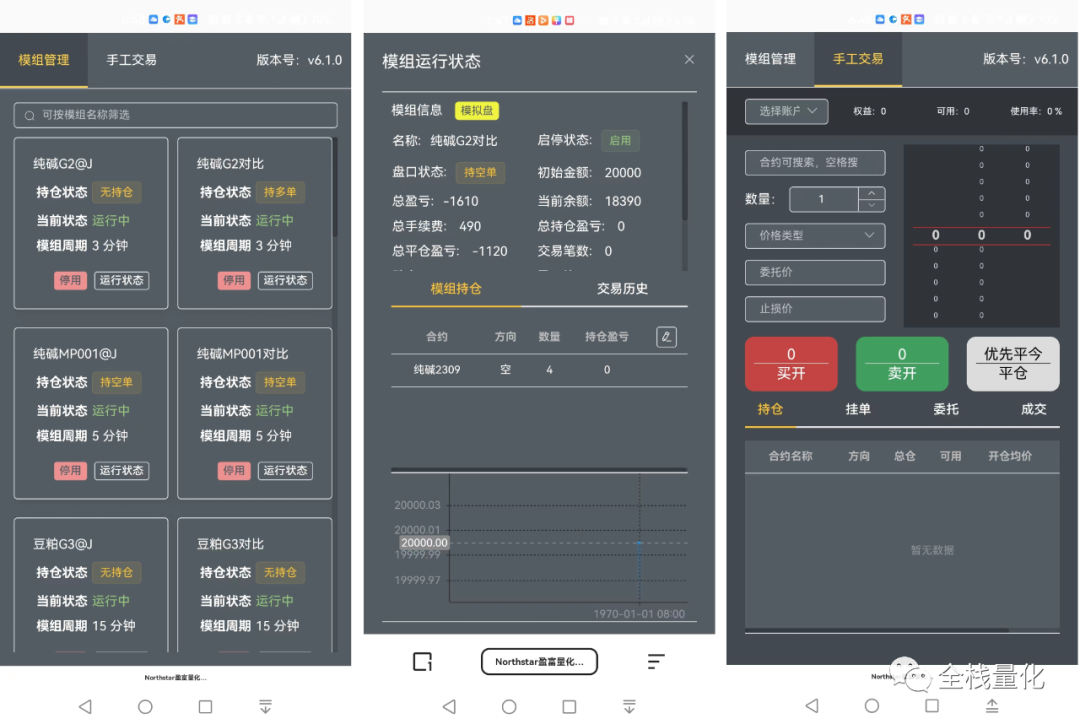 模组管理 手工交易 版本号：v6.1.0
可按模组名称筛选
纯碱G2@J
持仓状态 无持仓
当前状态 运行中
模组周期 3 分钟
停用 运行状态
纯碱G2对比
持仓状态 持多单
当前状态 运行中
模组周期 3 分钟
停用 运行状态
纯碱MP001@J
持仓状态 持空单
当前状态 运行中
模组周期 5 分钟
停用 运行状态
纯碱MP001对比
持仓状态 持空单
当前状态 运行中
模组周期 5 分钟
停用 运行状态
豆粕G3@J
持仓状态 无持仓
当前状态 运行中
模组周期 15 分钟
豆粕G3对比
持仓状态 无持仓
当前状态 运行中
模组周期 15 分钟
Northstar盈富量化...
模组运行状态
模组信息 模拟盘
名称： 纯碱G2对比 启停状态： 启用
盘口状态： 持空单 初始金额： 20000
总盈亏： -1610 当前余额： 18390
总手续费： 490 总持仓盈亏： 0
总平仓盈亏： -1120 交易笔数： 0
模组持仓 交易历史
合约 方向 数量 持仓盈亏
纯碱2309 空 4 0
20000.03
20000.01
20000.00
19999.99
19999.97
1970-01-01 08:00
Northstar盈富量化...
模组管理 手工交易 版本号：v6.1.0
选择账户 权益：0 可用：0 使用率：0 %
合约可搜索，空格搜
数量： 1
价格类型
委托价
止损价
0 0
0 0
0 0
0 0
0 0
0 0 0
0 0
0 0
0 0
0 0
0 0
0 买开
0 卖开
优先平今 平仓
持仓 挂单 委托 成交
合约名称 方向 总仓 可用 开仓均价
暂无数据
全栈量化